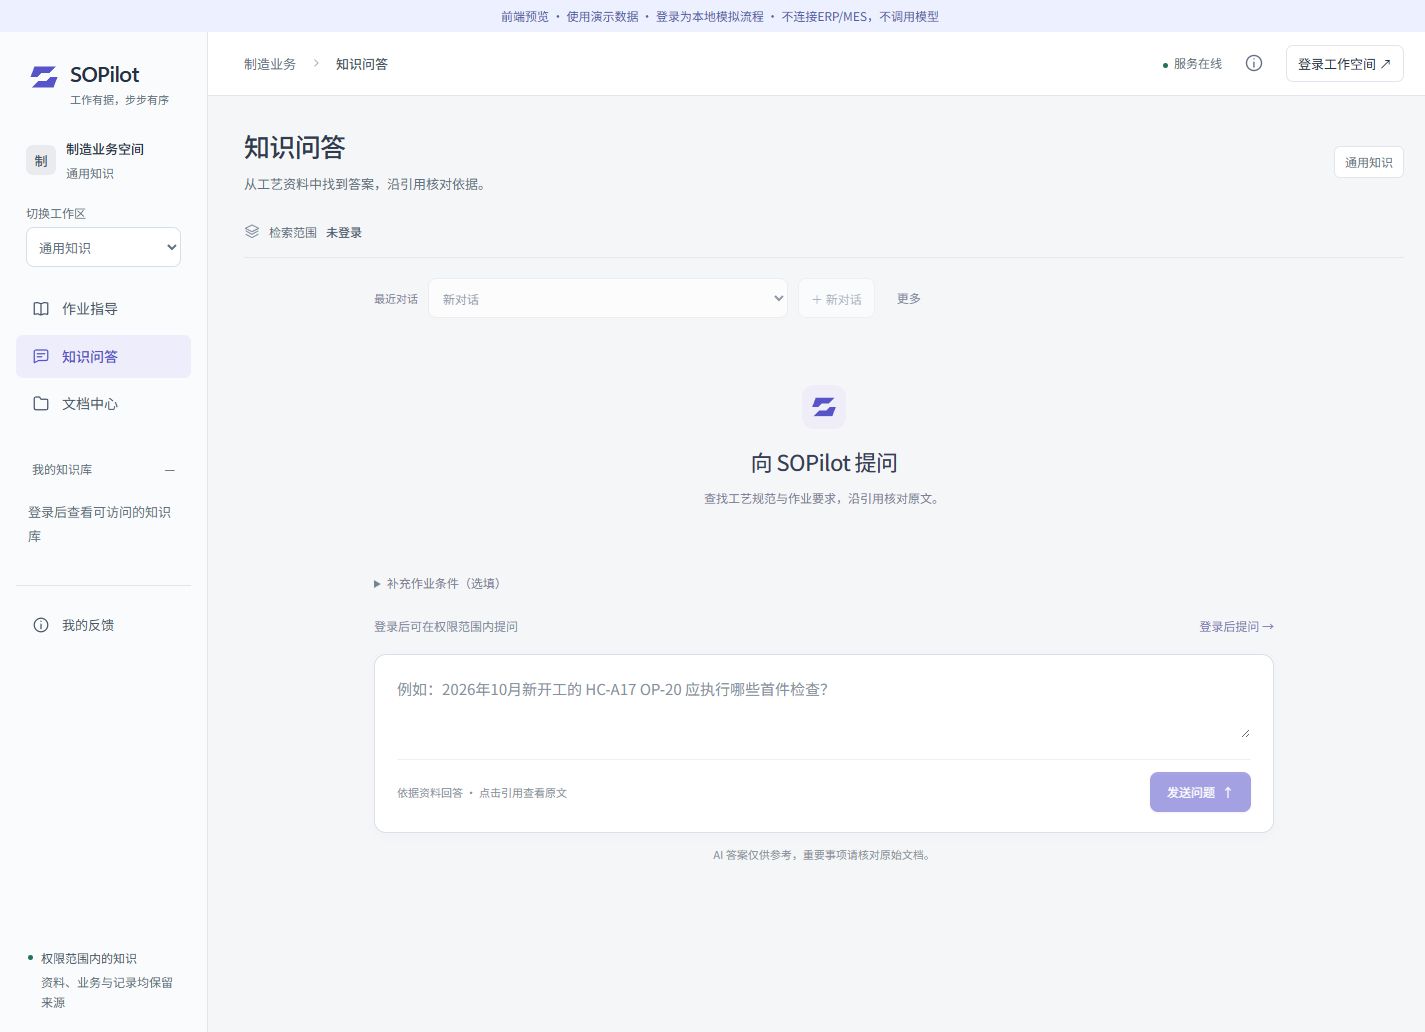 前端预览 · 使用演示数据 · 登录为本地模拟流程 · 不连接ERP/MES，不调用模型
SOPilot
工作有据，步步有序
制
制造业务空间
通用知识
切换工作区
通用知识
作业指导
知识问答
文档中心
我的知识库 —
登录后查看可访问的知识
库
我的反馈
权限范围内的知识
资料、业务与记录均保留
来源
制造业务 > 知识问答
服务在线
登录工作空间 ↗
知识问答
从工艺资料中找到答案，沿引用核对依据。
通用知识
检索范围 未登录
最近对话 新对话 ＋ 新对话 更多
向 SOPilot 提问
查找工艺规范与作业要求，沿引用核对原文。
▶ 补充作业条件（选填）
登录后可在权限范围内提问 登录后提问 →
例如：2026年10月新开工的 HC-A17 OP-20 应执行哪些首件检查？
依据资料回答 · 点击引用查看原文
发送问题 ↑
AI 答案仅供参考，重要事项请核对原始文档。